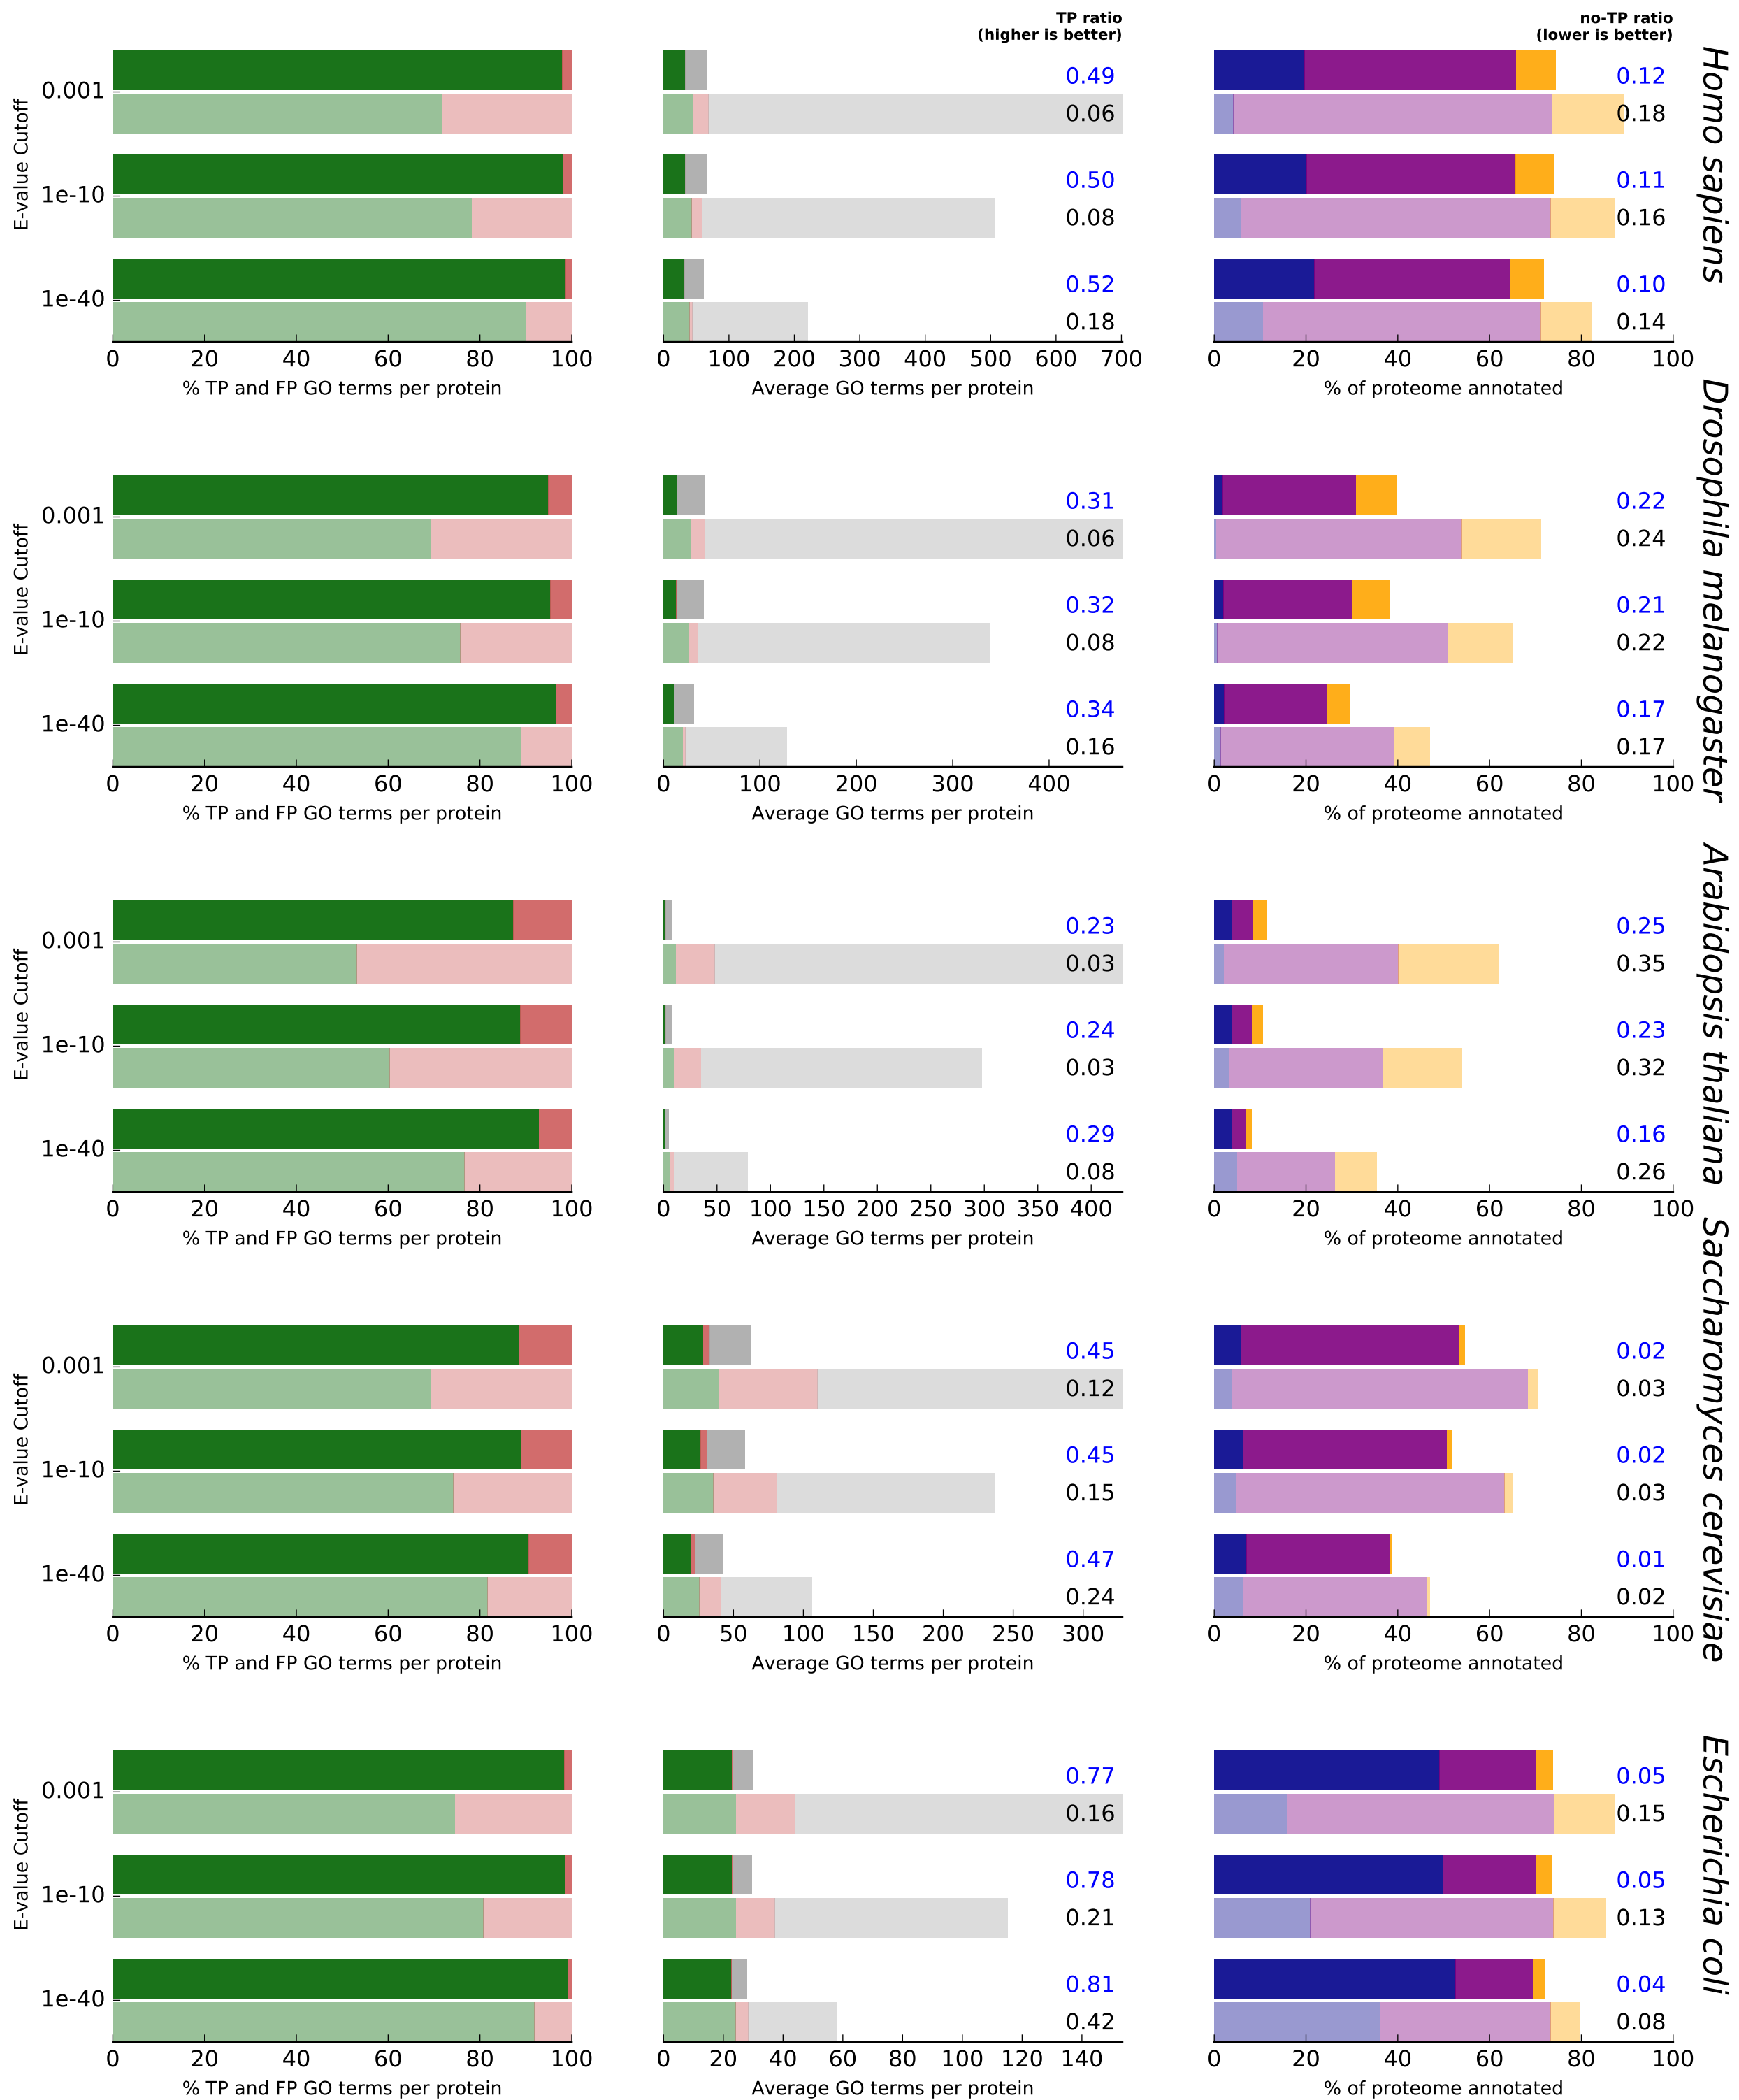 TP ratio
(higher is better)
no-TP ratio
(lower is better)
Homo sapiens
E-value Cutoff
0.001
1e-10
1e-40
0.49
0.06
0.50
0.08
0.52
0.18
0.12
0.18
0.11
0.16
0.10
0.14
0 20 40 60 80 100
0 100 200 300 400 500 600 700
0 20 40 60 80 100
% TP and FP GO terms per protein
Average GO terms per protein
% of proteome annotated
Drosophila melanogaster
E-value Cutoff
0.001
1e-10
1e-40
0.31
0.06
0.32
0.08
0.34
0.16
0.22
0.24
0.21
0.22
0.17
0.17
0 20 40 60 80 100
0 100 200 300 400
0 20 40 60 80 100
% TP and FP GO terms per protein
Average GO terms per protein
% of proteome annotated
Arabidopsis thaliana
E-value Cutoff
0.001
1e-10
1e-40
0.23
0.03
0.24
0.03
0.29
0.08
0.25
0.35
0.23
0.32
0.16
0.26
0 20 40 60 80 100
0 50 100 150 200 250 300 350 400
0 20 40 60 80 100
% TP and FP GO terms per protein
Average GO terms per protein
% of proteome annotated
Saccharomyces cerevisiae
E-value Cutoff
0.001
1e-10
1e-40
0.45
0.12
0.45
0.15
0.47
0.24
0.02
0.03
0.02
0.03
0.01
0.02
0 20 40 60 80 100
0 50 100 150 200 250 300
0 20 40 60 80 100
% TP and FP GO terms per protein
Average GO terms per protein
% of proteome annotated
Escherichia coli
E-value Cutoff
0.001
1e-10
1e-40
0.77
0.16
0.78
0.21
0.81
0.42
0.05
0.15
0.05
0.13
0.04
0.08
0 20 40 60 80 100
0 20 40 60 80 100 120 140
0 20 40 60 80 100
% TP and FP GO terms per protein
Average GO terms per protein
% of proteome annotated